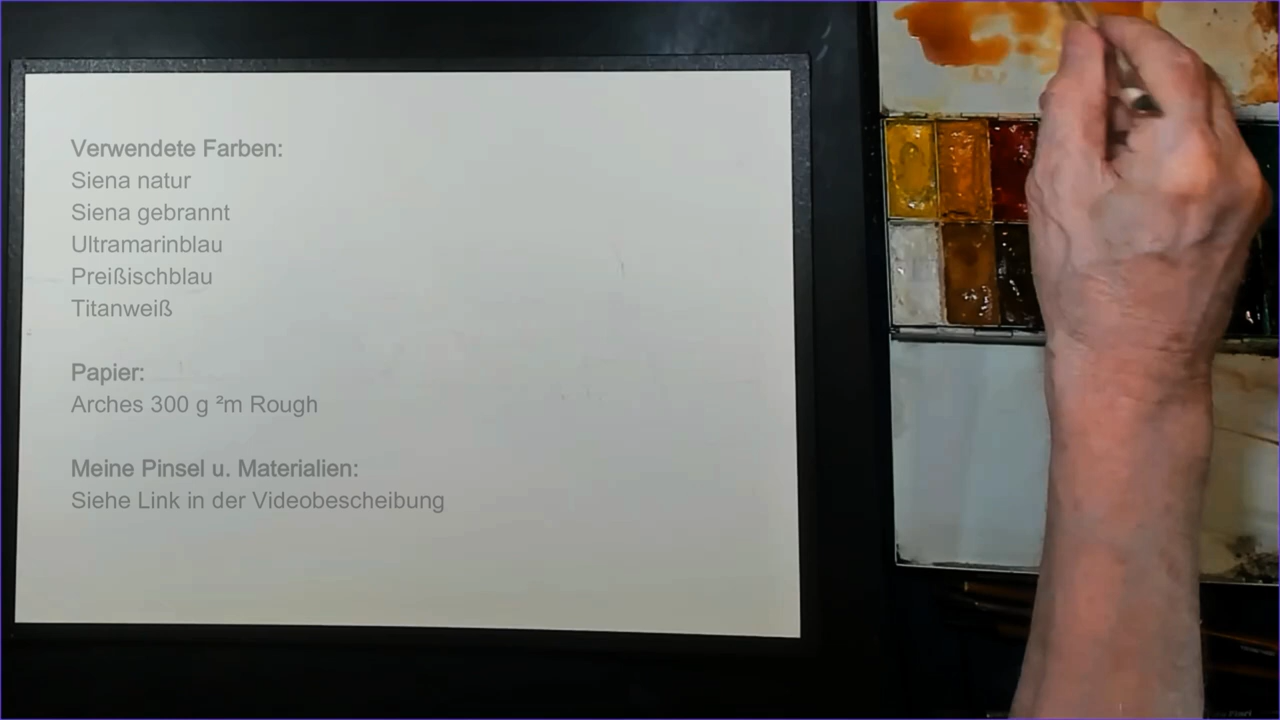 Verwendete Farben:
Siena natur
Siena gebrannt
Ultramarinblau
Preißischblau
Titanweiß
Papier:
Arches 300 g ²m Rough
Meine Pinsel u. Materialien:
Siehe Link in der Videobescheibung